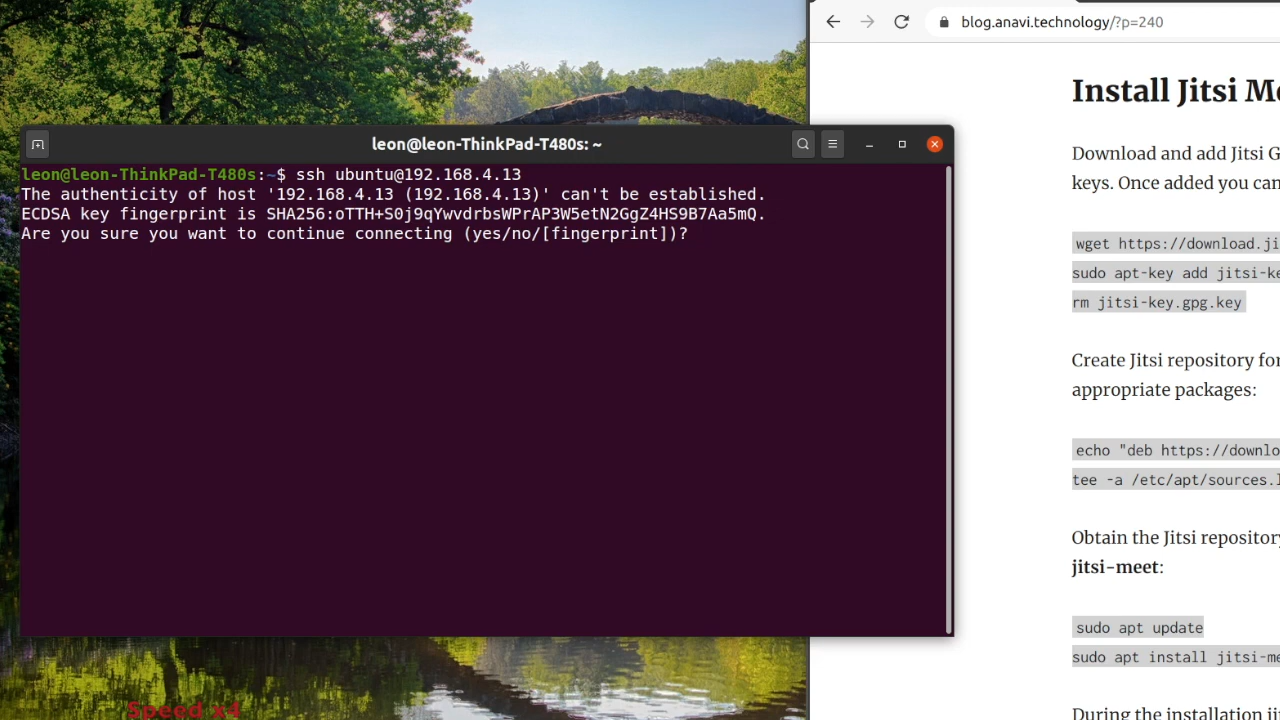 leon@leon-ThinkPad-T480s: ~
leon@leon-ThinkPad-T480s:~$ ssh ubuntu@192.168.4.13
The authenticity of host '192.168.4.13 (192.168.4.13)' can't be established.
ECDSA key fingerprint is SHA256:oTTH+S0j9qYwvdrbsWPrAP3W5etN2GgZ4HS9B7Aa5mQ.
Are you sure you want to continue connecting (yes/no/[fingerprint])?
blog.anavi.technology/?p=240
Install Jitsi M
Download and add Jitsi G
keys. Once added you can
wget https://download.ji
sudo apt-key add jitsi-ke
rm jitsi-key.gpg.key
Create Jitsi repository for
appropriate packages:
echo "deb https://downlo
tee -a /etc/apt/sources.l
Obtain the Jitsi repository
jitsi-meet:
sudo apt update
sudo apt install jitsi-me
During the installation ji
Speed x4